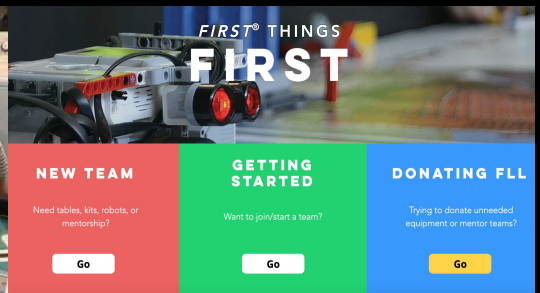 FIRST® THINGS
FIRST
NEW TEAM
Need tables, kits, robots, or
mentorship?
Go
GETTING
STARTED
Want to join/start a team?
Go
DONATING FLL
Trying to donate unneeded
equipment or mentor teams?
Go